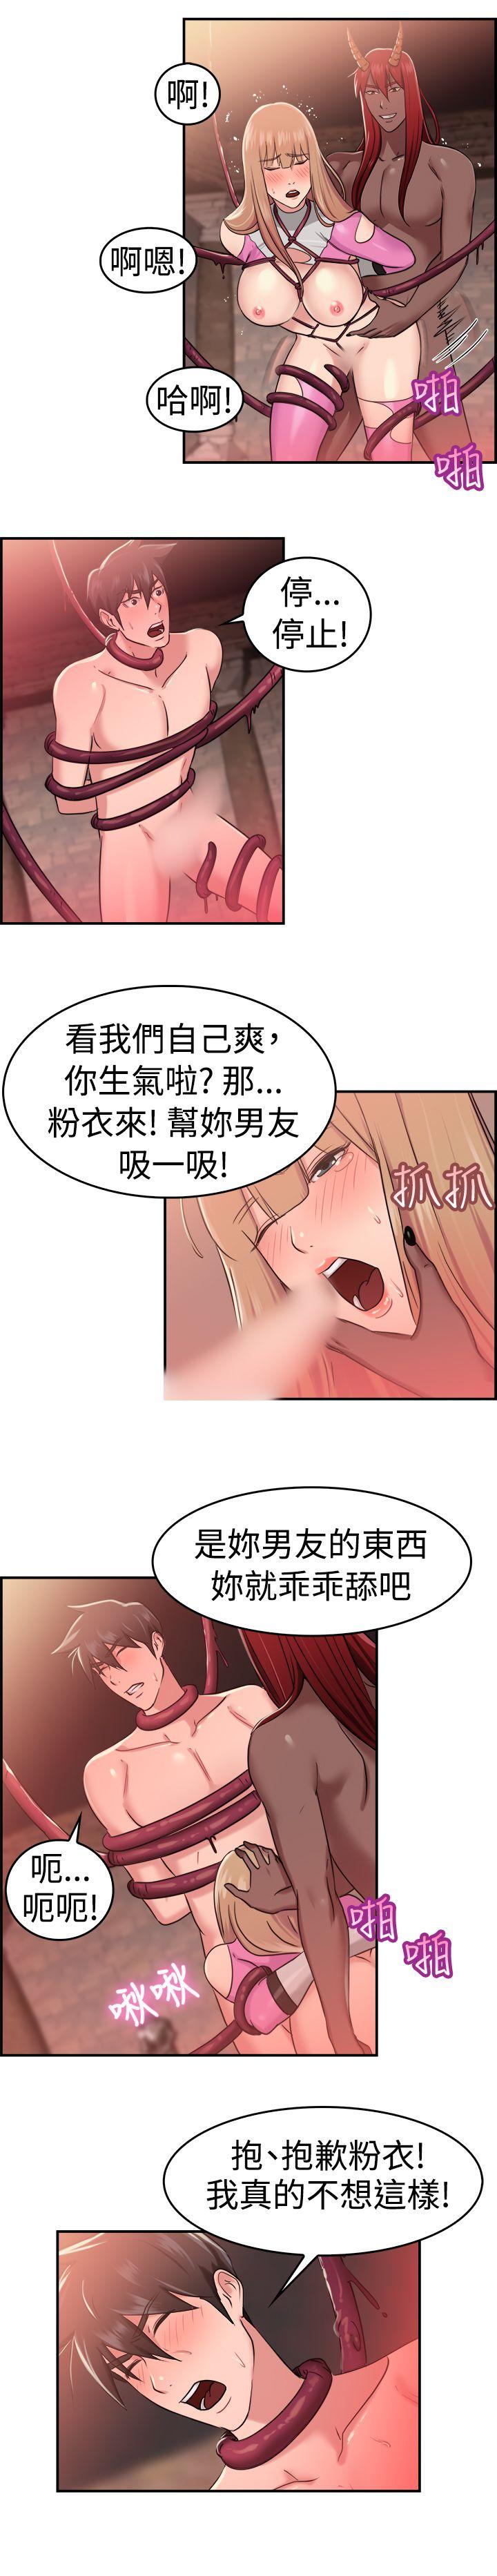 啊!
啊嗯!
哈啊!
啪
啪
停...
停止!
看我們自己爽,
你生氣啦? 那...
粉衣來! 幫妳男友
吸一吸!
抓抓
是妳男友的東西
妳就乖乖舔吧
呃...
呃呃!
啪
啪
啾啾
抱、抱歉粉衣!
我真的不想這樣!